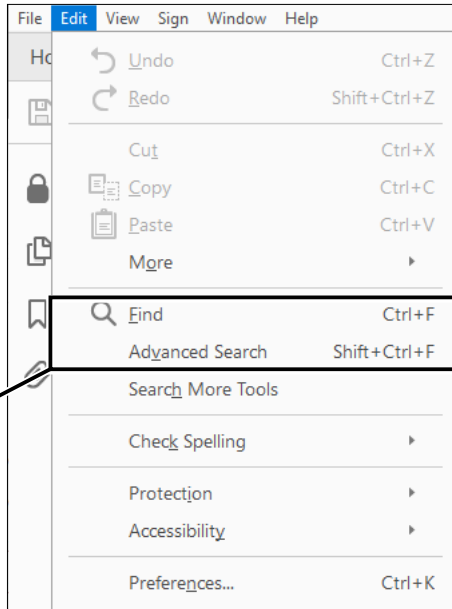 File Edit View Sign Window Help
Ho
Undo Ctrl+Z
Redo Shift+Ctrl+Z
Cut Ctrl+X
Copy Ctrl+C
Paste Ctrl+V
More
Find Ctrl+F
Advanced Search Shift+Ctrl+F
Search More Tools
Check Spelling
Protection
Accessibility
Preferences... Ctrl+K